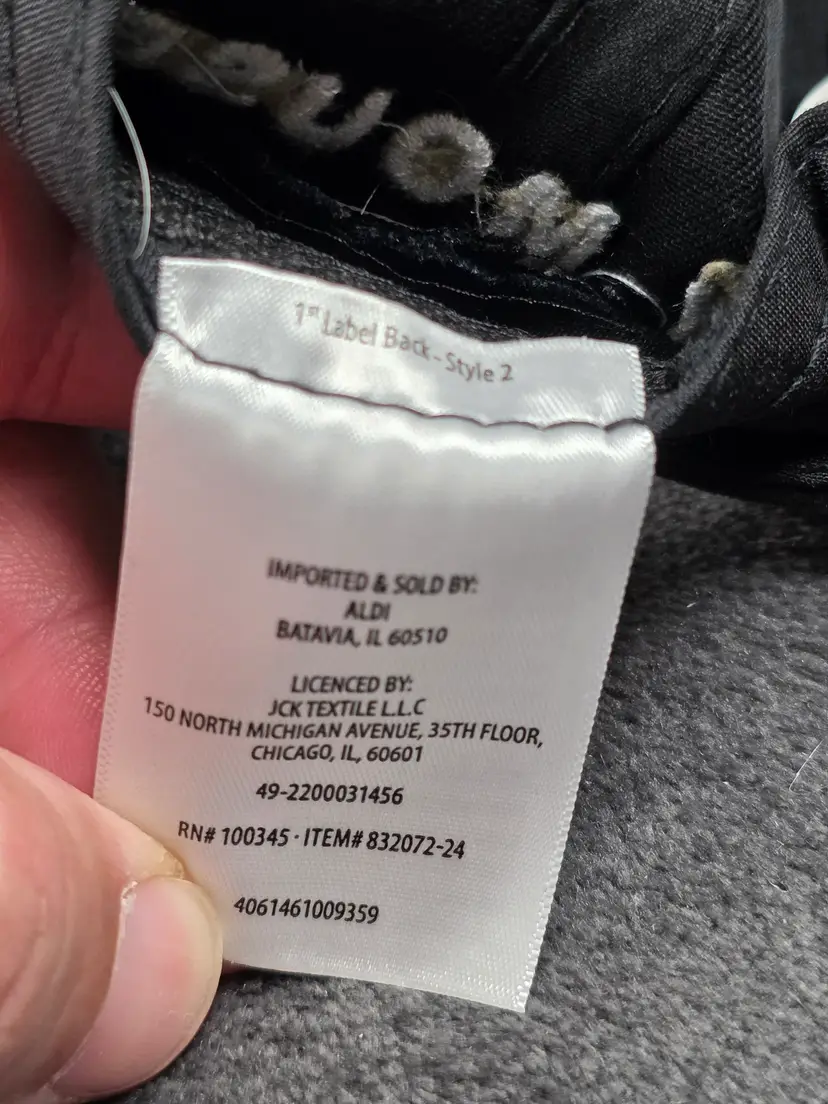 1st Label Back - Style 2
IMPORTED & SOLD BY:
ALDI
BATAVIA, IL 60510
LICENCED BY:
JCK TEXTILE L.L.C
150 NORTH MICHIGAN AVENUE, 35TH FLOOR,
CHICAGO, IL, 60601
49-2200031456
RN# 100345 · ITEM# 832072-24
4061461009359